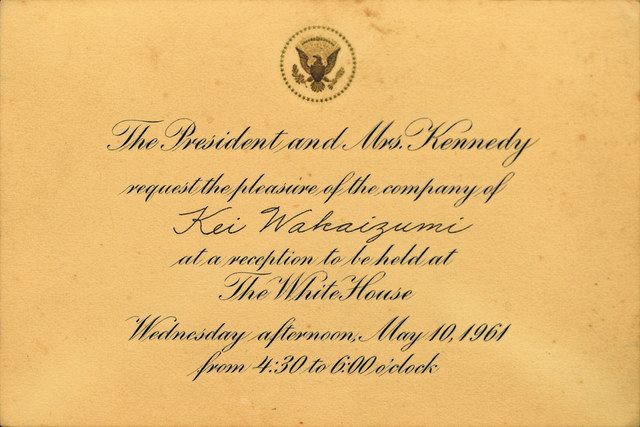 The President and Mrs. Kennedy
request the pleasure of the company of
Kei Wakaizumi
at a reception to be held at
The White House
Wednesday afternoon, May 10, 1961
from 4:30 to 6:00 o'clock